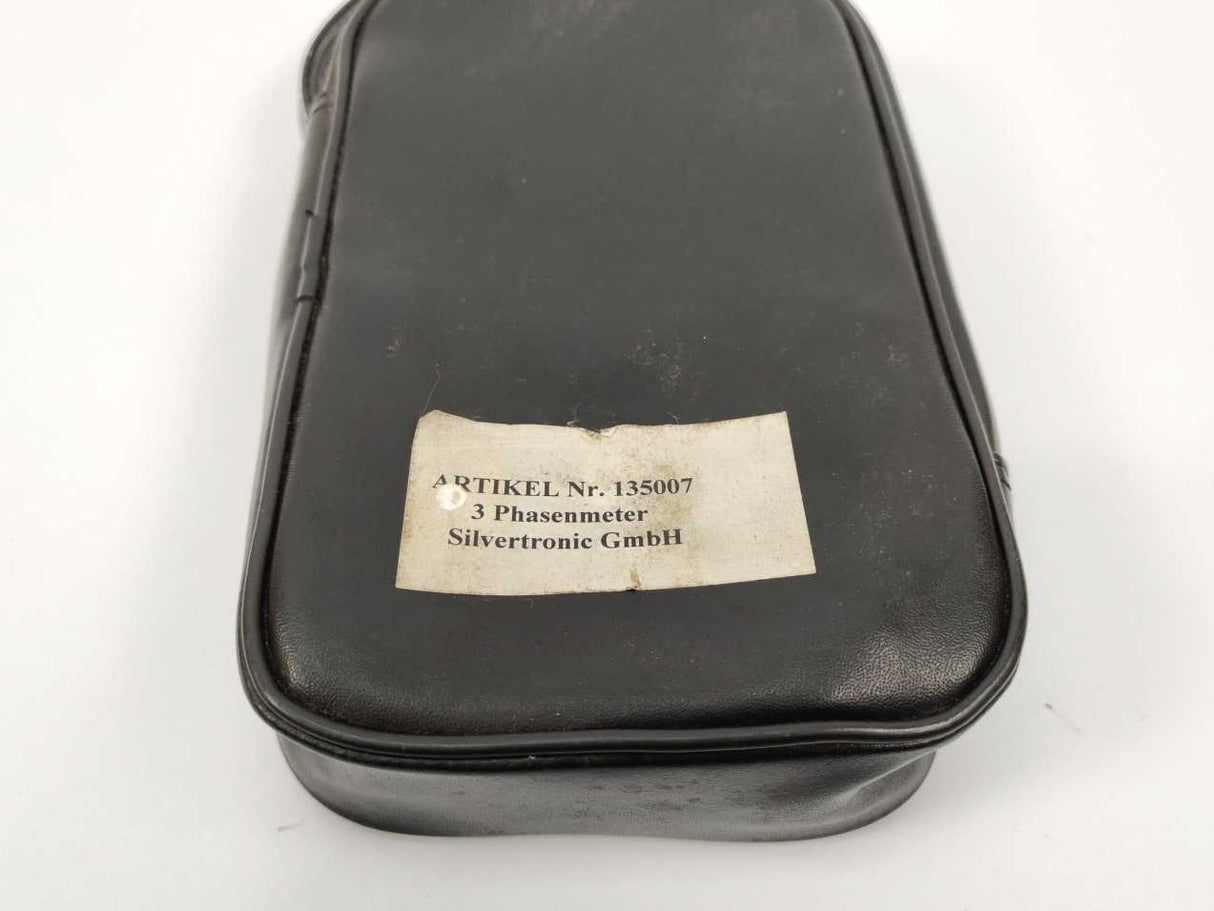 ARTIKEL Nr. 135007
3 Phasenmeter
Silvertronic GmbH